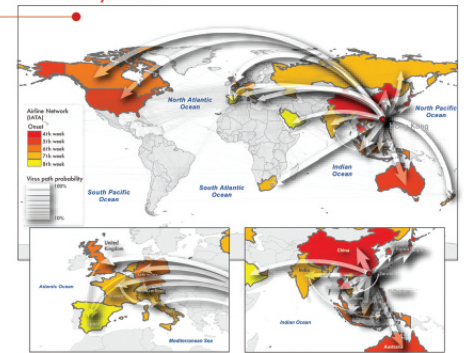 North Atlantic
Ocean
North Pacific
Ocean
Airline Network
(IATA)
Onset
4th week
5th week
6th week
7th week
8th week
Virus path probability
100%
10%
Kong
Indian
Ocean
South Pacific
Ocean
South Atlantic
Ocean
United
Kingdom
Atlantic Ocean
Mediterranean Sea
China
India
Indian Ocean
Australia